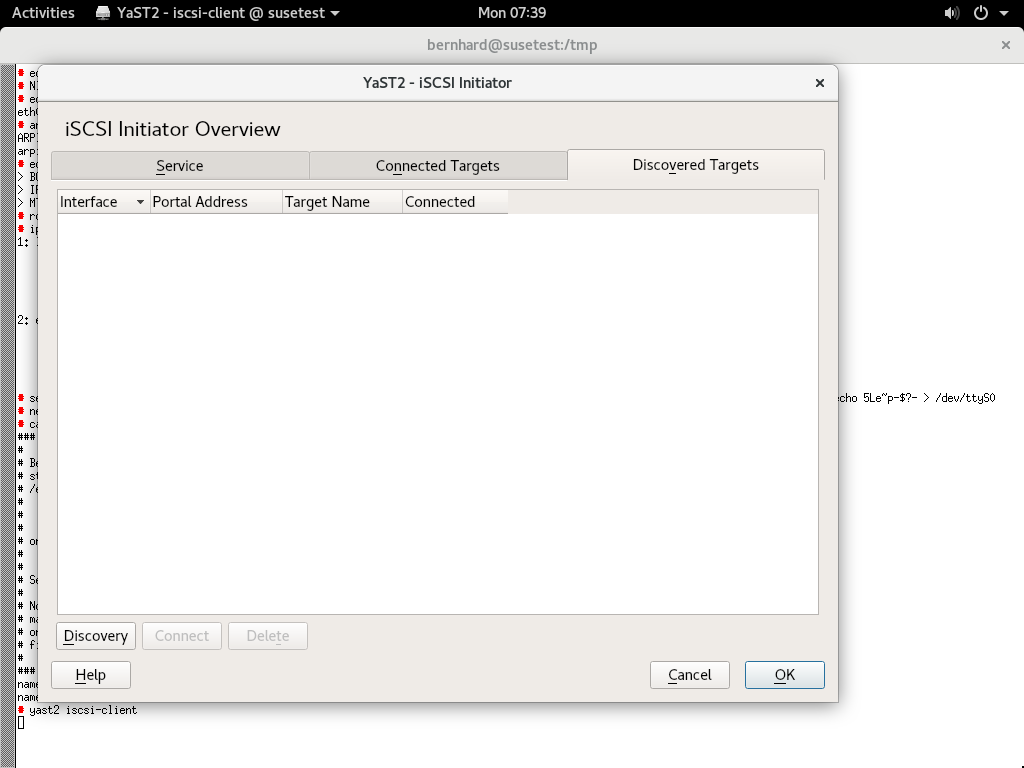 Activities YaST2 - iscsi-client @ susetest Mon 07:39
bernhard@susetest:/tmp
YaST2 - iSCSI Initiator
iSCSI Initiator Overview
Service Connected Targets Discovered Targets
Interface Portal Address Target Name Connected
1:
2:
5Le~p-$?- > /dev/ttyS0
###
#
#
#
#
#
#
#
#
#
###
Discovery Connect Delete
Help Cancel OK
# yast2 iscsi-client